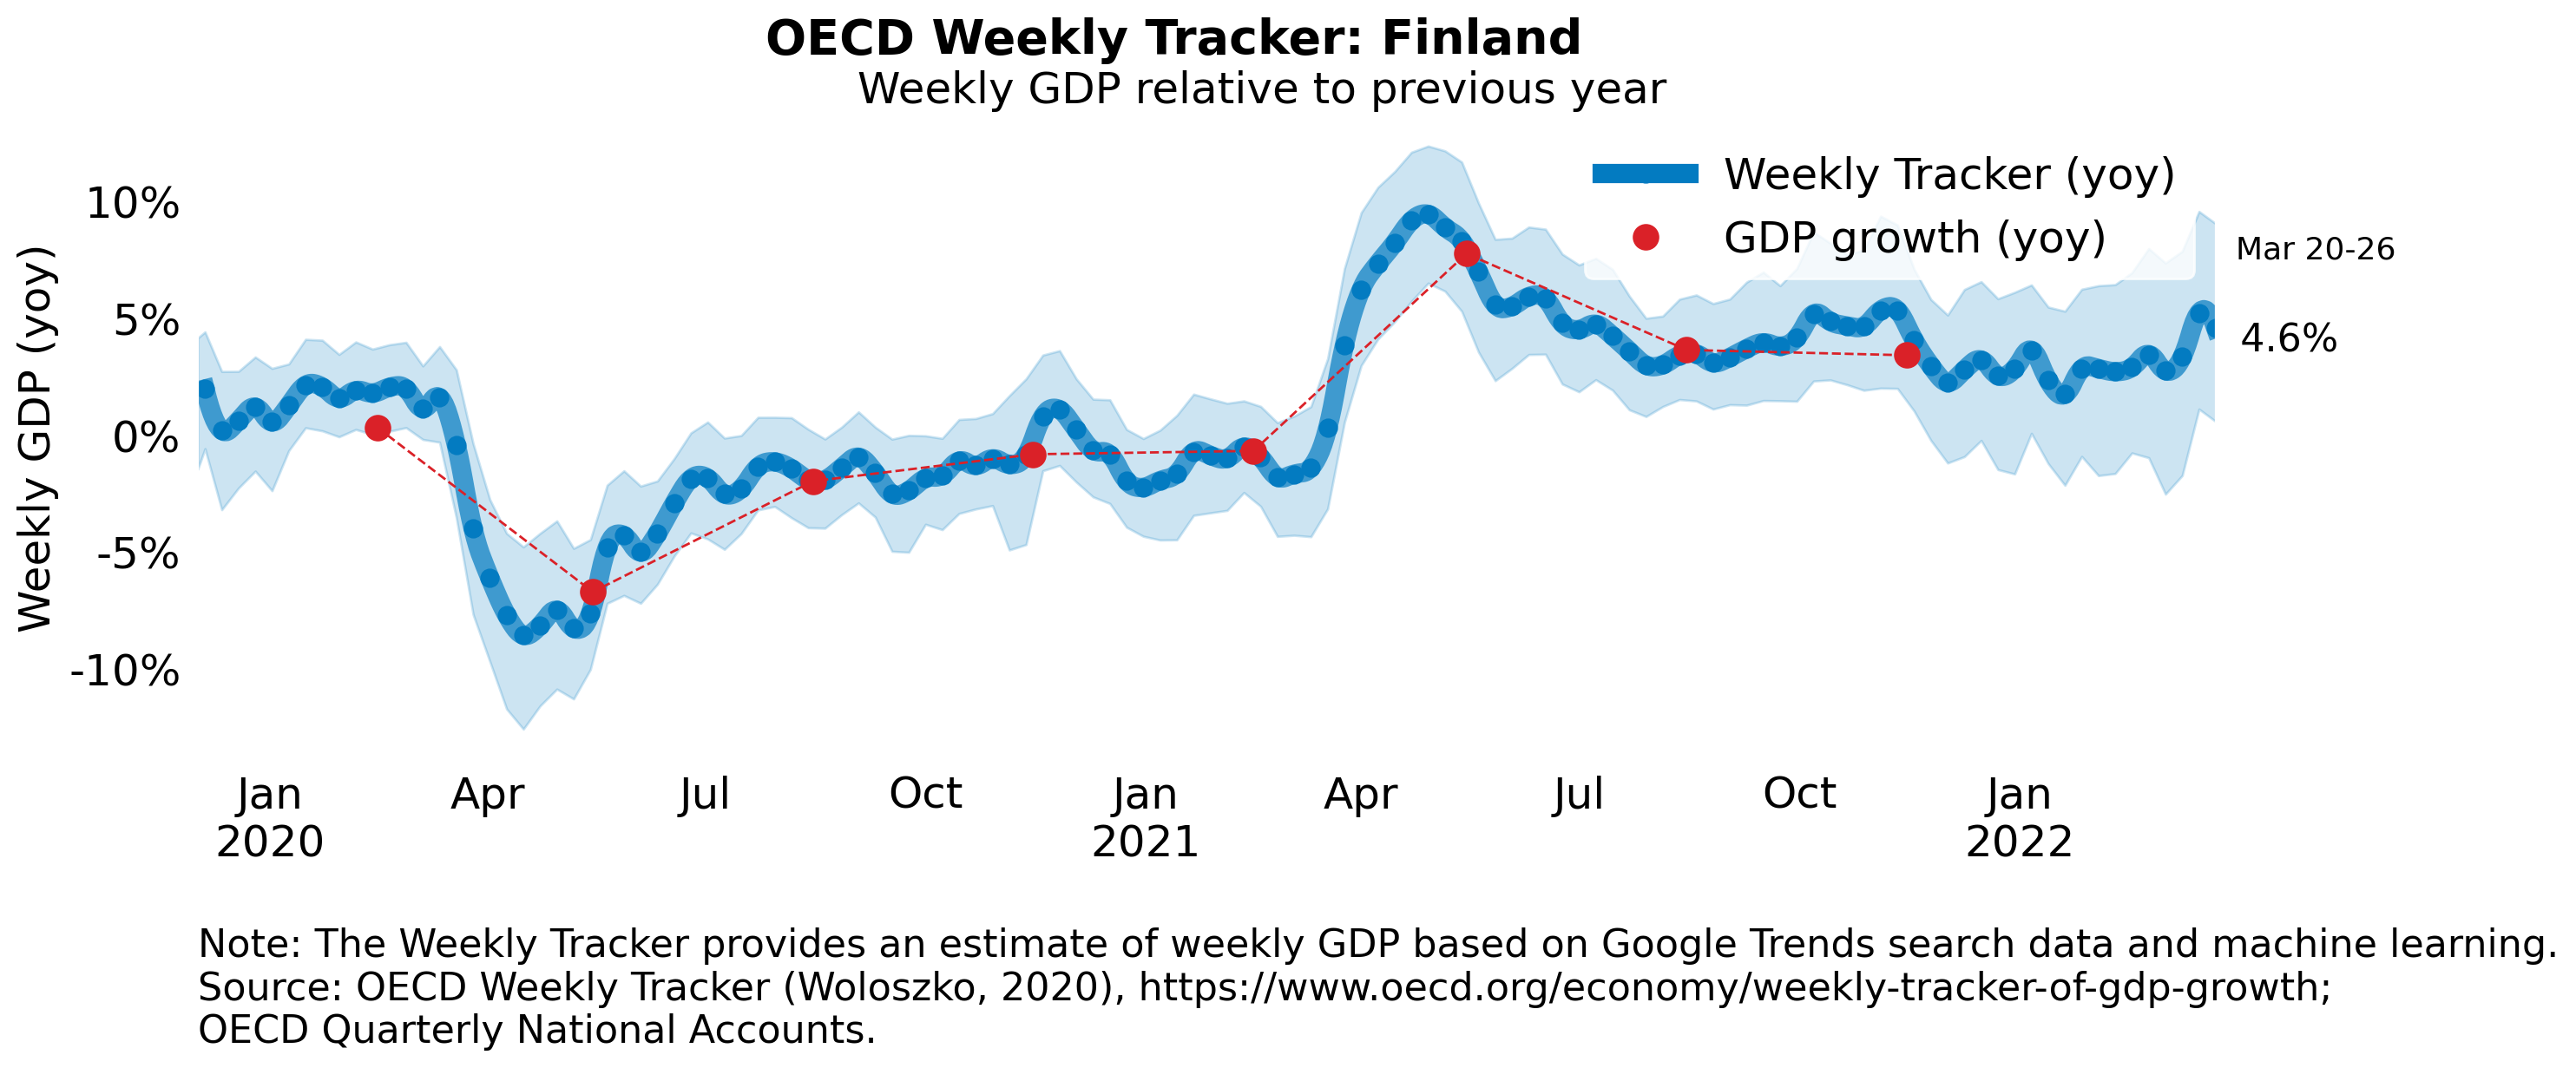 OECD Weekly Tracker: Finland
Weekly GDP relative to previous year
Weekly GDP (yoy)
10%
5%
0%
-5%
-10%
Weekly Tracker (yoy)
GDP growth (yoy)
Mar 20-26
4.6%
Jan Apr Jul Oct Jan Apr Jul Oct Jan
2020 2021 2022
Note: The Weekly Tracker provides an estimate of weekly GDP based on Google Trends search data and machine learning.
Source: OECD Weekly Tracker (Woloszko, 2020), https://www.oecd.org/economy/weekly-tracker-of-gdp-growth;
OECD Quarterly National Accounts.